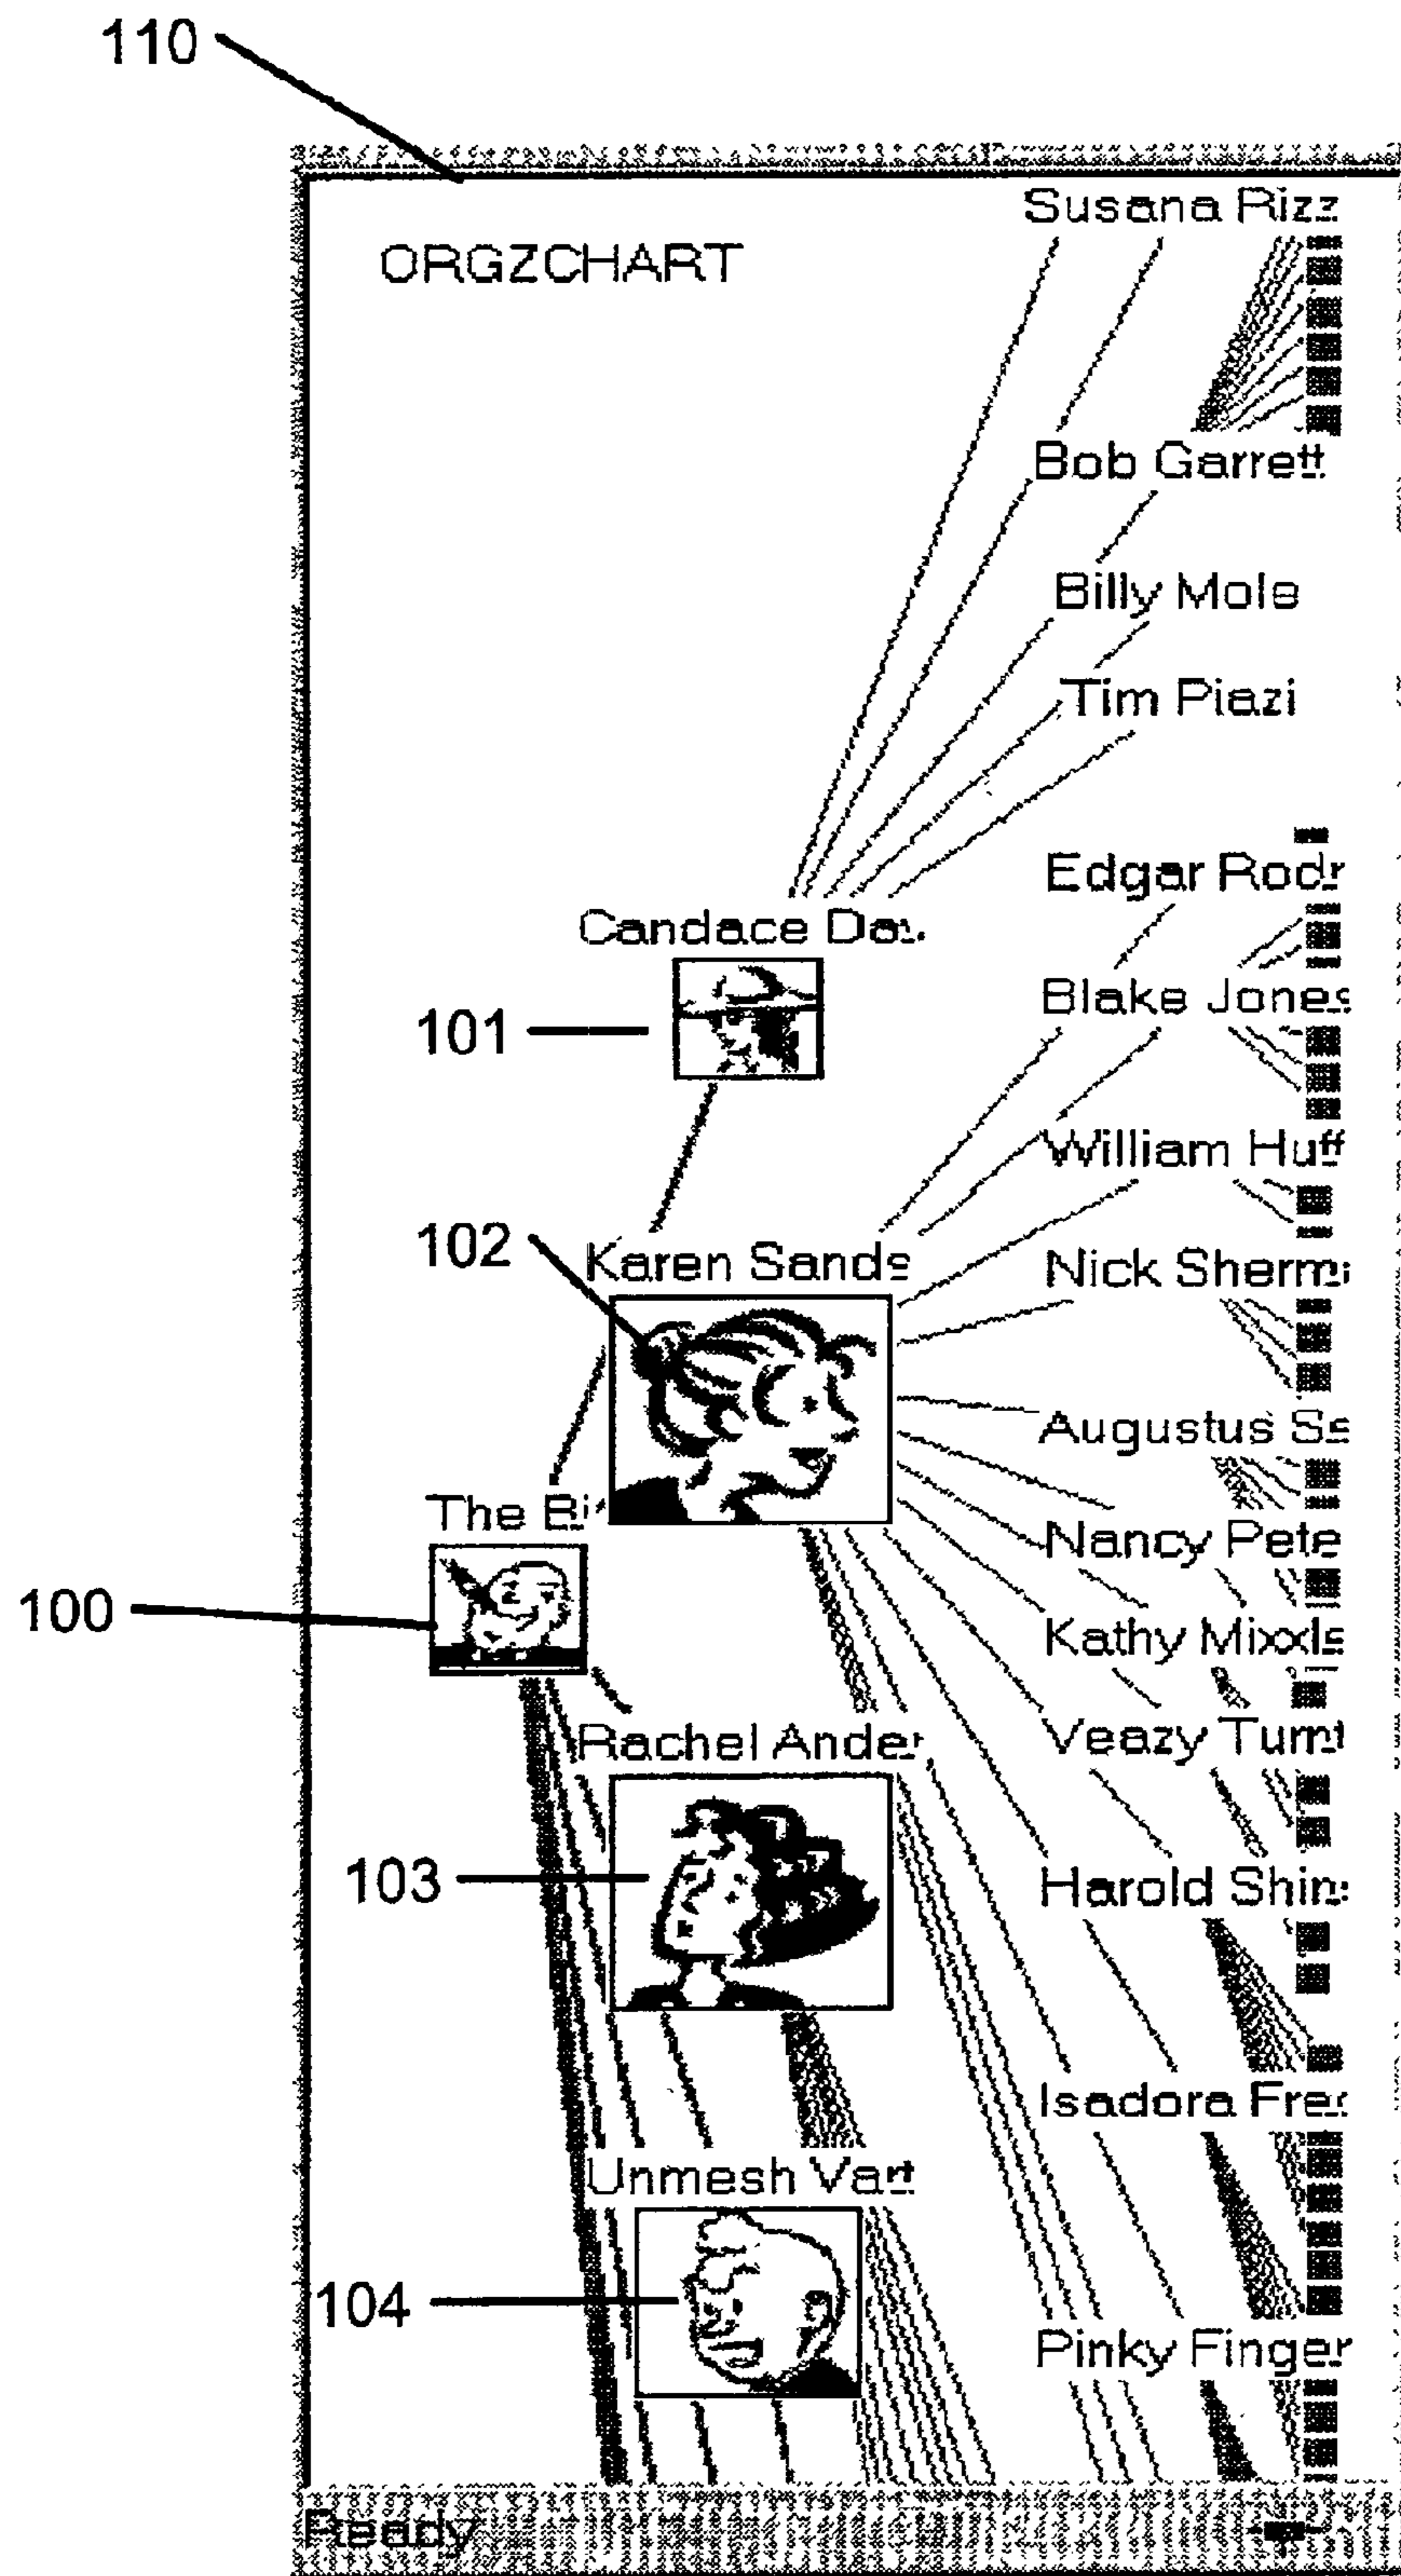 110
Susana Rizz
ORGZCHART
Bob Garrett
Billy Mole
Tim Piazi
Edgar Rodr
Candace Dav
Blake Jones
101
William Huff
102
Karen Sands
Nick Sherm
Augustus Ss
The Bi
Nancy Pete
100
Kathy Mixxls
Rachel Ander
Veazy Turnt
103
Harold Shin
Isadora Fres
Unmesh Vart
104
Pinky Finger
Ready